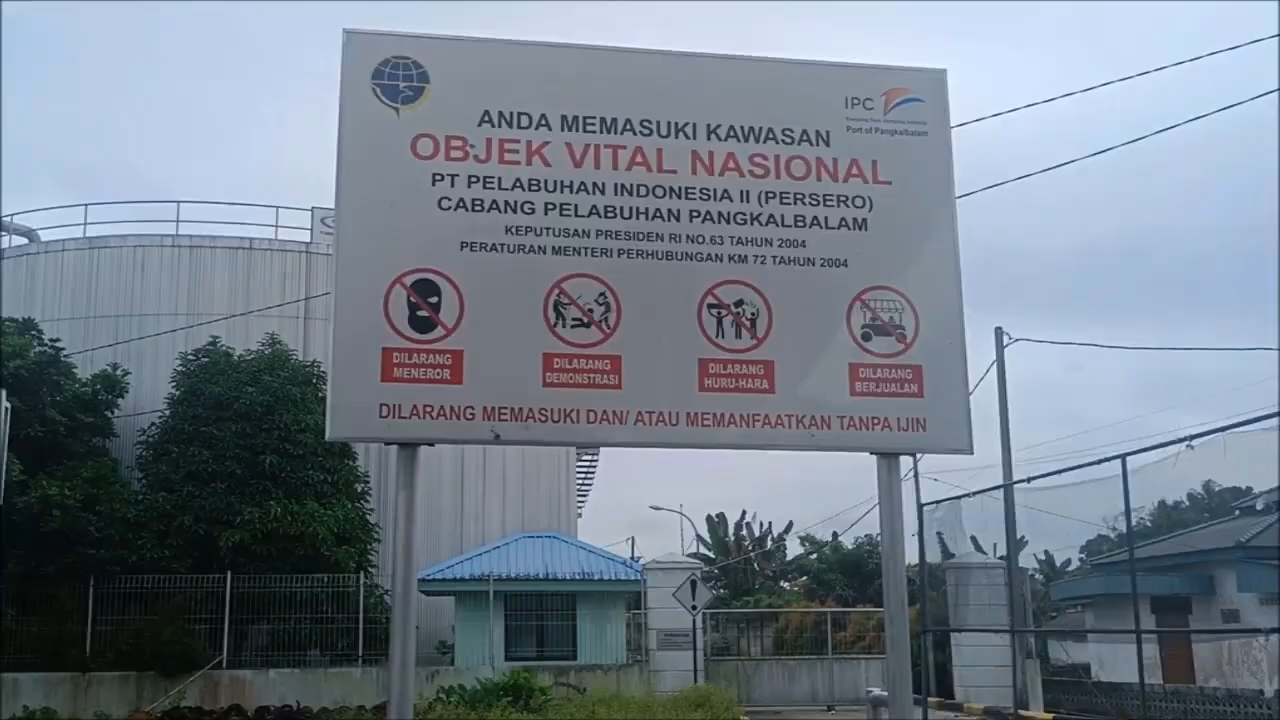 IPC
Port of Pangkalbalam
ANDA MEMASUKI KAWASAN
OBJEK VITAL NASIONAL
PT PELABUHAN INDONESIA II (PERSERO)
CABANG PELABUHAN PANGKALBALAM
KEPUTUSAN PRESIDEN RI NO.63 TAHUN 2004
PERATURAN MENTERI PERHUBUNGAN KM 72 TAHUN 2004
DILARANG
MENEROR
DILARANG
DEMONSTRASI
DILARANG
HURU-HARA
DILARANG
BERJUALAN
DILARANG MEMASUKI DAN/ ATAU MEMANFAATKAN TANPA IJIN